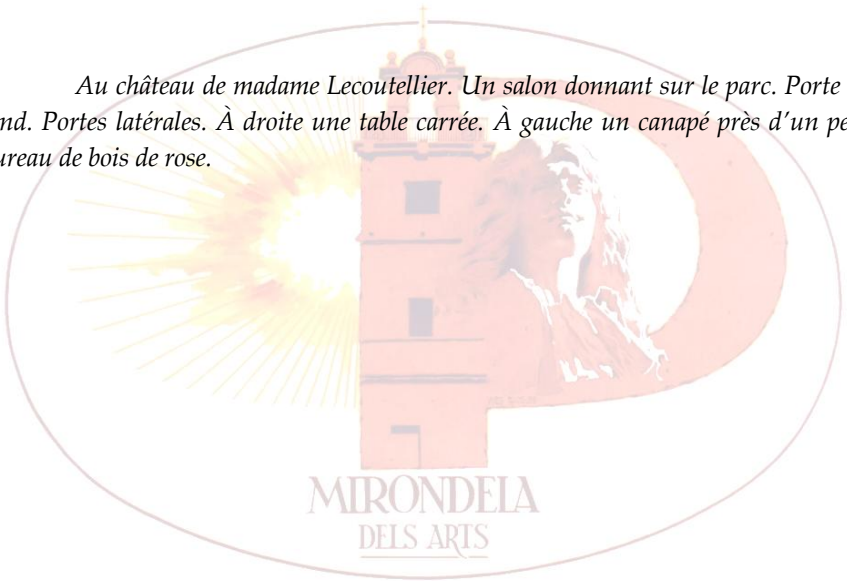 Au château de madame Lecoutellier. Un salon donnant sur le parc. Porte
nd. Portes latérales. À droite une table carrée. À gauche un canapé près d’un pe
ureau de bois de rose.
MIRONDELA
DELS ARTS